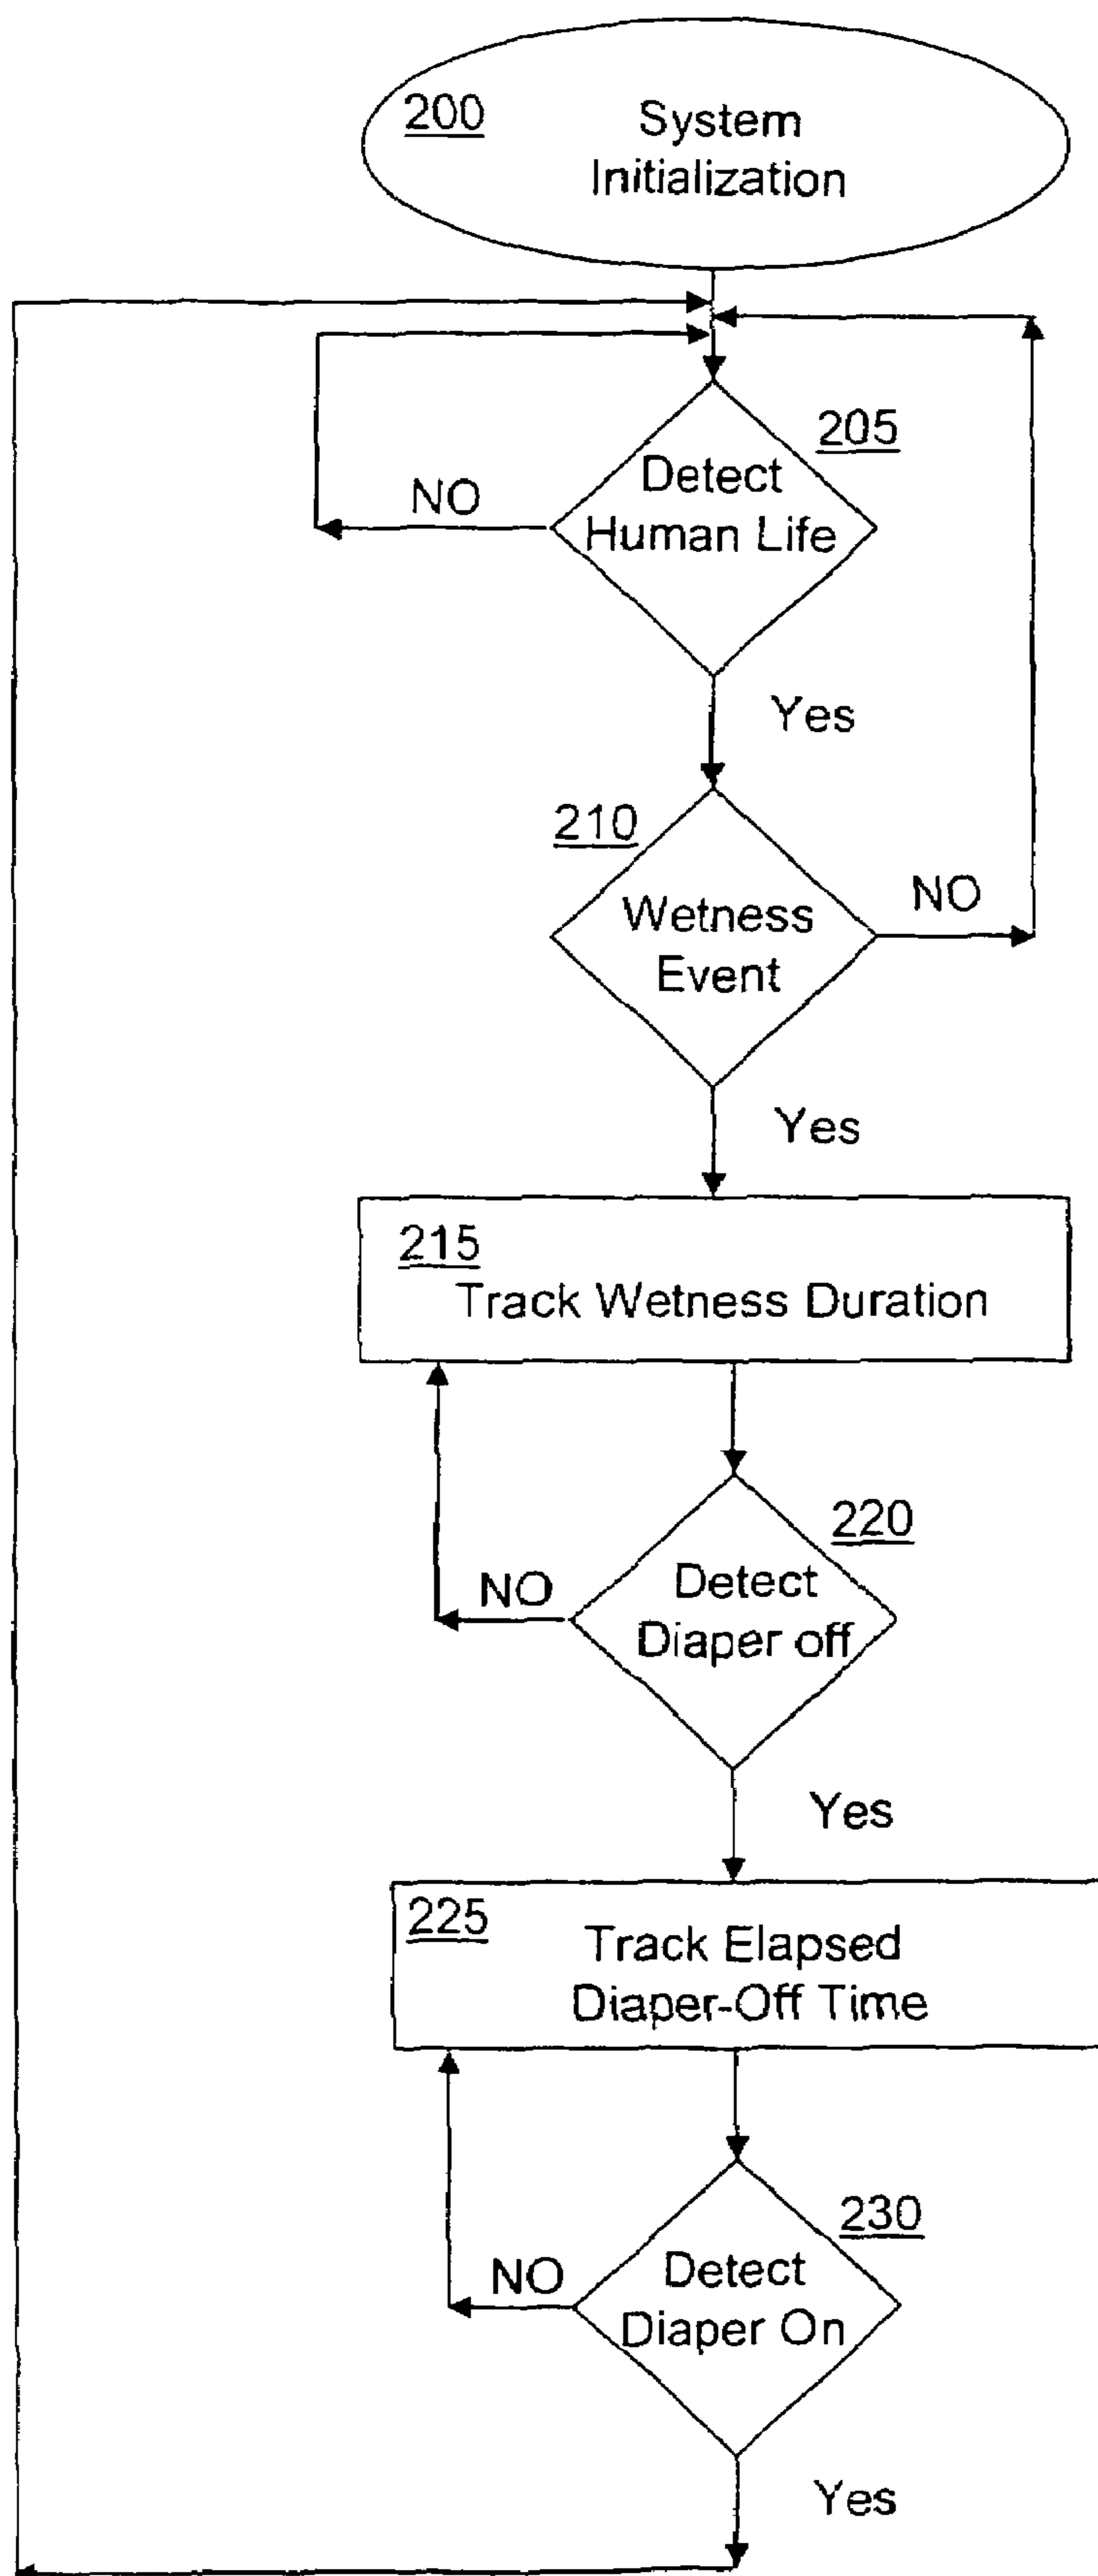 200
System
Initialization
205
Detect
Human Life
NO
Yes
210
Wetness
Event
NO
Yes
215
Track Wetness Duration
220
Detect
Diaper off
NO
Yes
225
Track Elapsed
Diaper-Off Time
230
Detect
Diaper On
NO
Yes